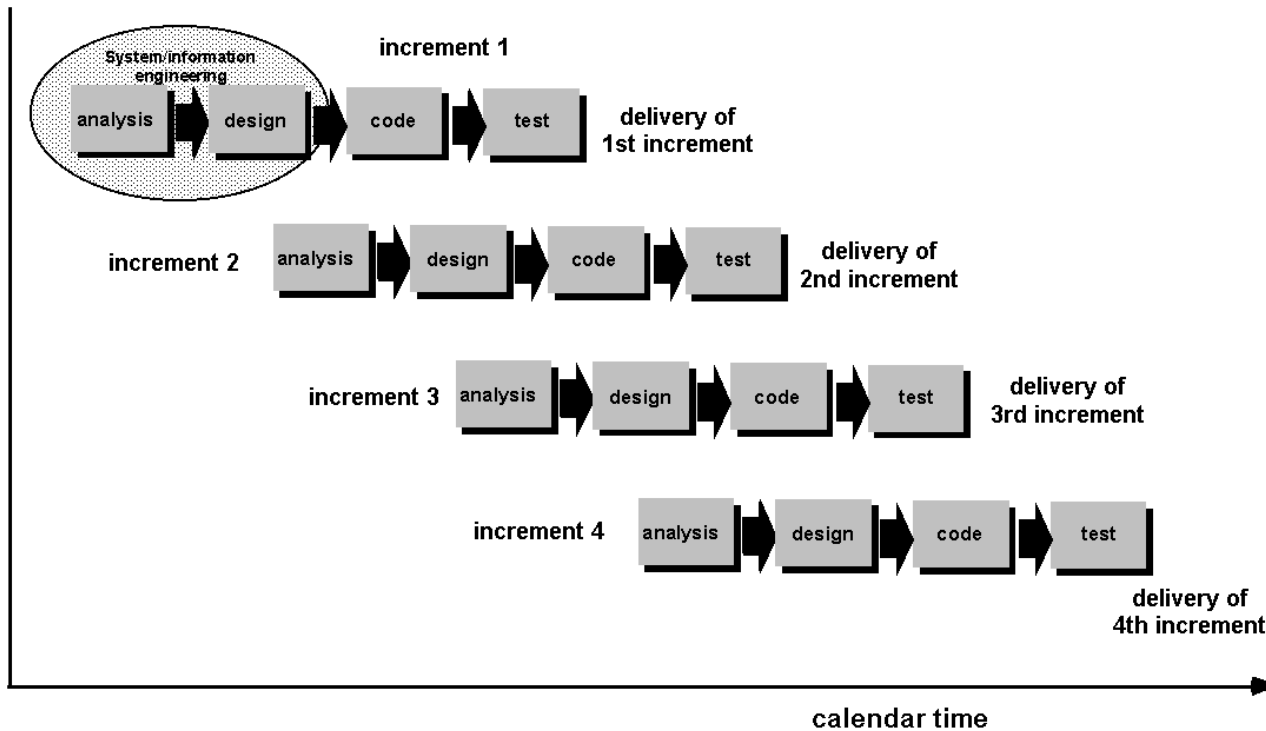 System/information
engineering
increment 1
analysis
design
code
test
delivery of
1st increment
increment 2
analysis
design
code
test
delivery of
2nd increment
increment 3
analysis
design
code
test
delivery of
3rd increment
increment 4
analysis
design
code
test
delivery of
4th increment
calendar time